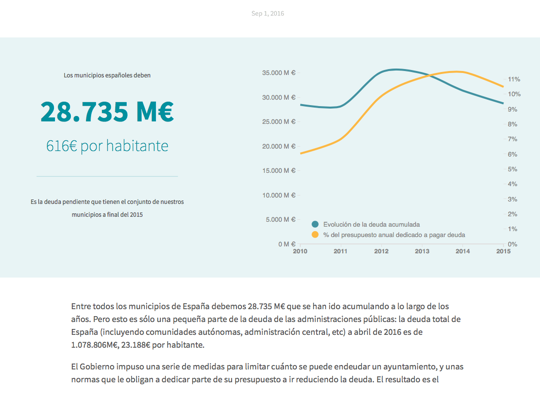 Sep 1, 2016
Los municipios españoles deben
28.735 M€
616€ por habitante
Es la deuda pendiente que tienen el conjunto de nuestros
municipios a final del 2015
35.000 M €
30.000 M €
25.000 M €
20.000 M €
15.000 M €
10.000 M €
5.000 M €
0 M €
11%
10%
9%
8%
7%
6%
5%
4%
3%
2%
1%
0%
Evolución de la deuda acumulada
% del presupuesto anual dedicado a pagar deuda
2010 2011 2012 2013 2014 2015
Entre todos los municipios de España debemos 28.735 M€ que se han ido acumulando a lo largo de los
años. Pero esto es sólo una pequeña parte de la deuda de las administraciones públicas: la deuda total de
España (incluyendo comunidades autónomas, administración central, etc) a abril de 2016 es de
1.078.806M€, 23.188€ por habitante.
El Gobierno impuso una serie de medidas para limitar cuánto se puede endeudar un ayuntamiento, y unas
normas que le obligan a dedicar parte de su presupuesto a ir reduciendo la deuda. El resultado es el